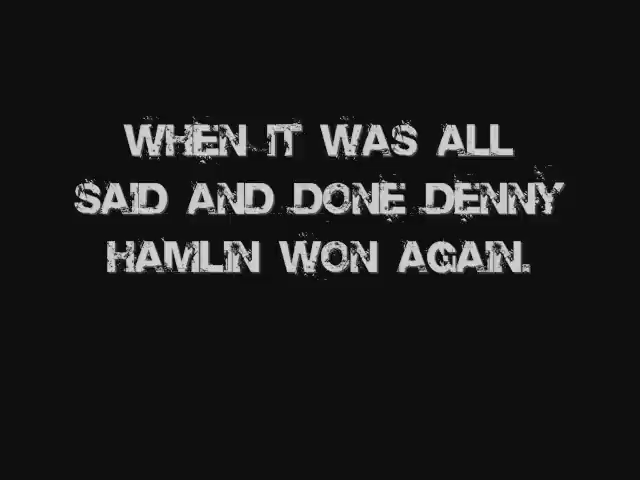 WHEN IT WAS ALL
SAID AND DONE DENNY
HAMLIN WON AGAIN.